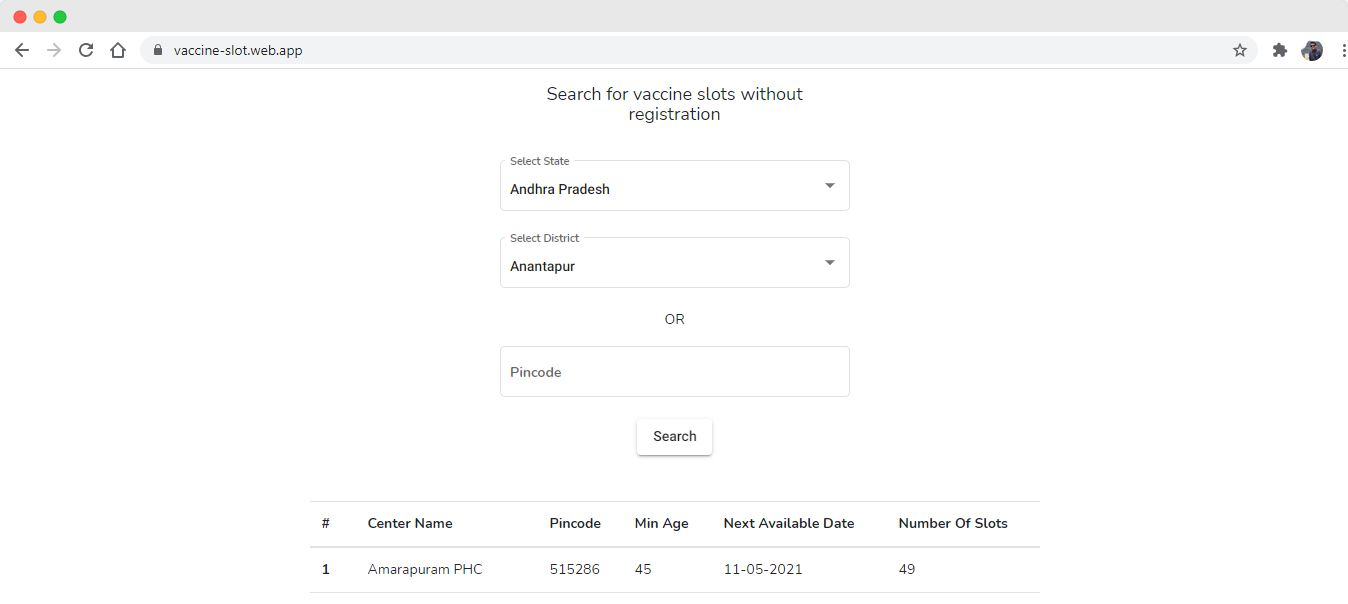 vaccine-slot.web.app
Search for vaccine slots without
registration
Select State
Andhra Pradesh
Select District
Anantapur
OR
Pincode
Search
# Center Name Pincode Min Age Next Available Date Number Of Slots
1 Amarapuram PHC 515286 45 11-05-2021 49